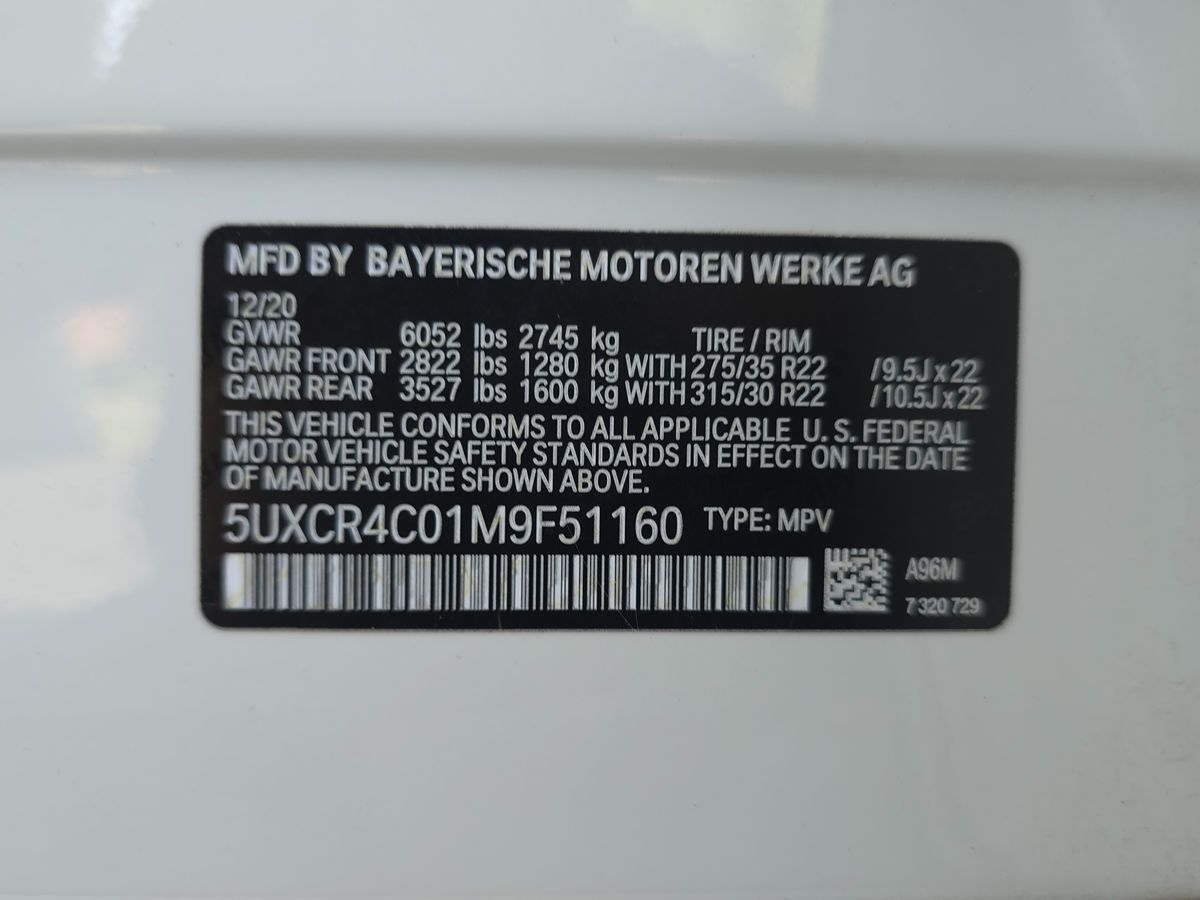 MFD BY BAYERISCHE MOTOREN WERKE AG
12/20
GVWR 6052 lbs 2745 kg TIRE / RIM
GAWR FRONT 2822 lbs 1280 kg WITH 275/35 R22 /9.5J x 22
GAWR REAR 3527 lbs 1600 kg WITH 315/30 R22 /10.5J x 22
THIS VEHICLE CONFORMS TO ALL APPLICABLE U. S. FEDERAL
MOTOR VEHICLE SAFETY STANDARDS IN EFFECT ON THE DATE
OF MANUFACTURE SHOWN ABOVE.
5UXCR4C01M9F51160 TYPE: MPV
A96M
7 320 729